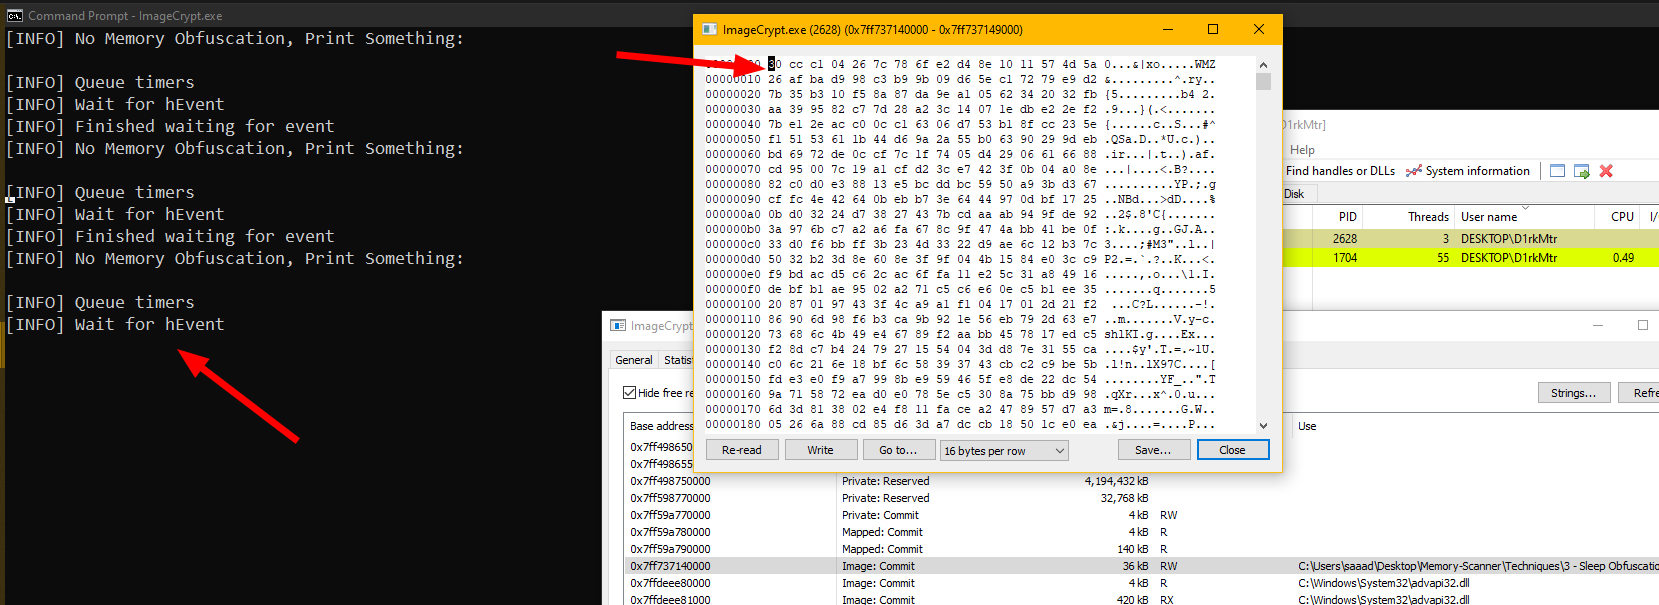 Command Prompt - ImageCrypt.exe
[INFO] No Memory Obfuscation, Print Something:
[INFO] Queue timers
[INFO] Wait for hEvent
[INFO] Finished waiting for event
[INFO] No Memory Obfuscation, Print Something:
[INFO] Queue timers
[INFO] Wait for hEvent
[INFO] Finished waiting for event
[INFO] No Memory Obfuscation, Print Something:
[INFO] Queue timers
[INFO] Wait for hEvent
ImageCrypt.exe (2628) (0x7ff737140000 - 0x7ff737149000)
30 cc c1 04 26 7c 78 6f e2 d4 8e 10 11 57 4d 5a 0...&|xo.....WMZ
00000010 26 af ba d9 98 c3 b9 9b 09 d6 5e c1 72 79 e9 d2 &.........^.ry..
00000020 7b 35 b3 10 f5 8a 87 da 9e a1 05 62 34 20 32 fb {5.........b4 2.
00000030 aa 39 95 82 c7 7d 28 a2 3c 14 07 1e db e2 2e f2 .9...}(.<.......
00000040 7b e1 2e ac c0 0c c1 63 06 d7 53 b1 8f cc 23 5e {......c..S...#^
00000050 f1 51 53 61 1b 44 d6 9a 2a 55 b0 63 90 29 9d eb .QSa.D..*U.c.)..
00000060 bd 69 72 de 0c cf 7c 1f 74 05 d4 29 06 61 66 88 .ir...|.t..).af.
00000070 cd 95 00 7c 19 a1 cf d2 3c e7 42 3f 0b 04 a0 8e ...|....<.B?....
00000080 82 c0 d0 e3 88 13 e5 bc dd bc 59 50 a9 3b d3 67 ..........YP.;.g
00000090 cf fc 4e 42 64 0b eb b7 3e 64 44 97 0d bf 17 25 ..NBd...>dD....%
000000a0 0b d0 32 24 d7 38 27 43 7b cd aa ab 94 9f de 92 ..2$.8'C{.......
000000b0 3a 97 6b c7 a2 a6 fa 67 8c 9f 47 4a bb 41 be 0f :.k....g..GJ.A..
000000c0 33 d0 f6 bb ff 3b 23 4d 33 22 d9 ae 6c 12 b3 7c 3....;#M3"..l..|
000000d0 50 32 b2 3d 8e 60 8e 3f 9f 04 4b 15 84 e0 3c c9 P2.=.`.?..K...<.
000000e0 f9 bd ac d5 c6 2c ac 6f fa 11 e2 5c 31 a8 49 16 .....,.o...\1.I.
000000f0 de bf b1 ae 95 02 a2 71 c5 c6 e6 0e c5 b1 ee 35 .......q.......5
00000100 20 87 01 97 43 3f 4c a9 a1 f1 04 17 01 2d 21 f2 ...C?L......-!.
00000110 86 90 6d 98 f6 b3 ca 9b 92 1e 56 eb 79 2d 63 e7 ..m.......V.y-c.
00000120 73 68 6c 4b 49 e4 67 89 f2 aa bb 45 78 17 ed c5 shlKI.g....Ex...
00000130 f2 8d c7 b4 24 79 27 15 54 04 3d d8 7e 31 55 ca ....$y'.T.=.~1U.
00000140 c0 6c 21 6e 18 bf 6c 58 39 37 43 cb c2 c9 be 5b .l!n..lX97C....[
00000150 fd e3 e0 f9 a7 99 8b e9 59 46 5f e8 de 22 dc 54 ........YF_..".T
00000160 9a 71 58 72 ea d0 e0 78 5e c5 30 8a 75 bb d9 98 .qXr...x^.0.u...
00000170 6d 3d 81 38 02 e4 f8 11 fa ce a2 47 89 57 d7 a3 m=.8.......G.W..
00000180 05 26 6a 88 cd 85 d6 3d a7 dc cb 18 50 1c e0 ea .&j....=....P...
Re-read Write Go to... 16 bytes per row Save... Close
D1rkMtr]
Help
Find handles or DLLs System information
Disk
PID Threads User name CPU I/
2628 3 DESKTOP\D1rkMtr
1704 55 DESKTOP\D1rkMtr 0.49
ImageCrypt
General Statis
Hide free re Strings... Refre
Base address Use
0x7ff498650
0x7ff498655
0x7ff498750000 Private: Reserved 4,194,432 kB
0x7ff598770000 Private: Reserved 32,768 kB
0x7ff59a770000 Private: Commit 4 kB RW
0x7ff59a780000 Mapped: Commit 4 kB R
0x7ff59a790000 Mapped: Commit 140 kB R
0x7ff737140000 Image: Commit 36 kB RW C:\Users\saaad\Desktop\Memory-Scanner\Techniques\3 - Sleep Obfuscatio
0x7ffdeee80000 Image: Commit 4 kB R C:\Windows\System32\advapi32.dll
0x7ffdeee81000 Image: Commit 420 kB RX C:\Windows\System32\advapi32.dll